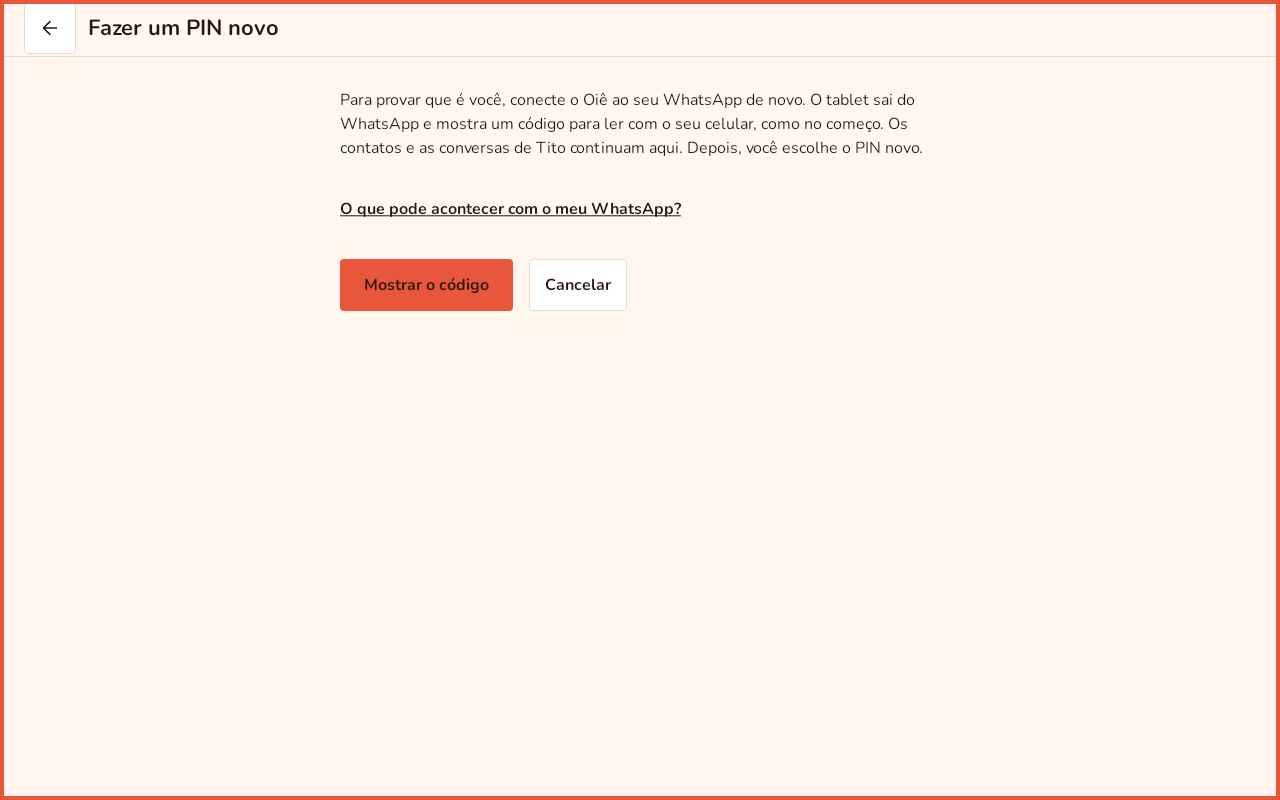 Fazer um PIN novo
Para provar que é você, conecte o Oiê ao seu WhatsApp de novo. O tablet sai do
WhatsApp e mostra um código para ler com o seu celular, como no começo. Os
contatos e as conversas de Tito continuam aqui. Depois, você escolhe o PIN novo.
O que pode acontecer com o meu WhatsApp?
Mostrar o código
Cancelar